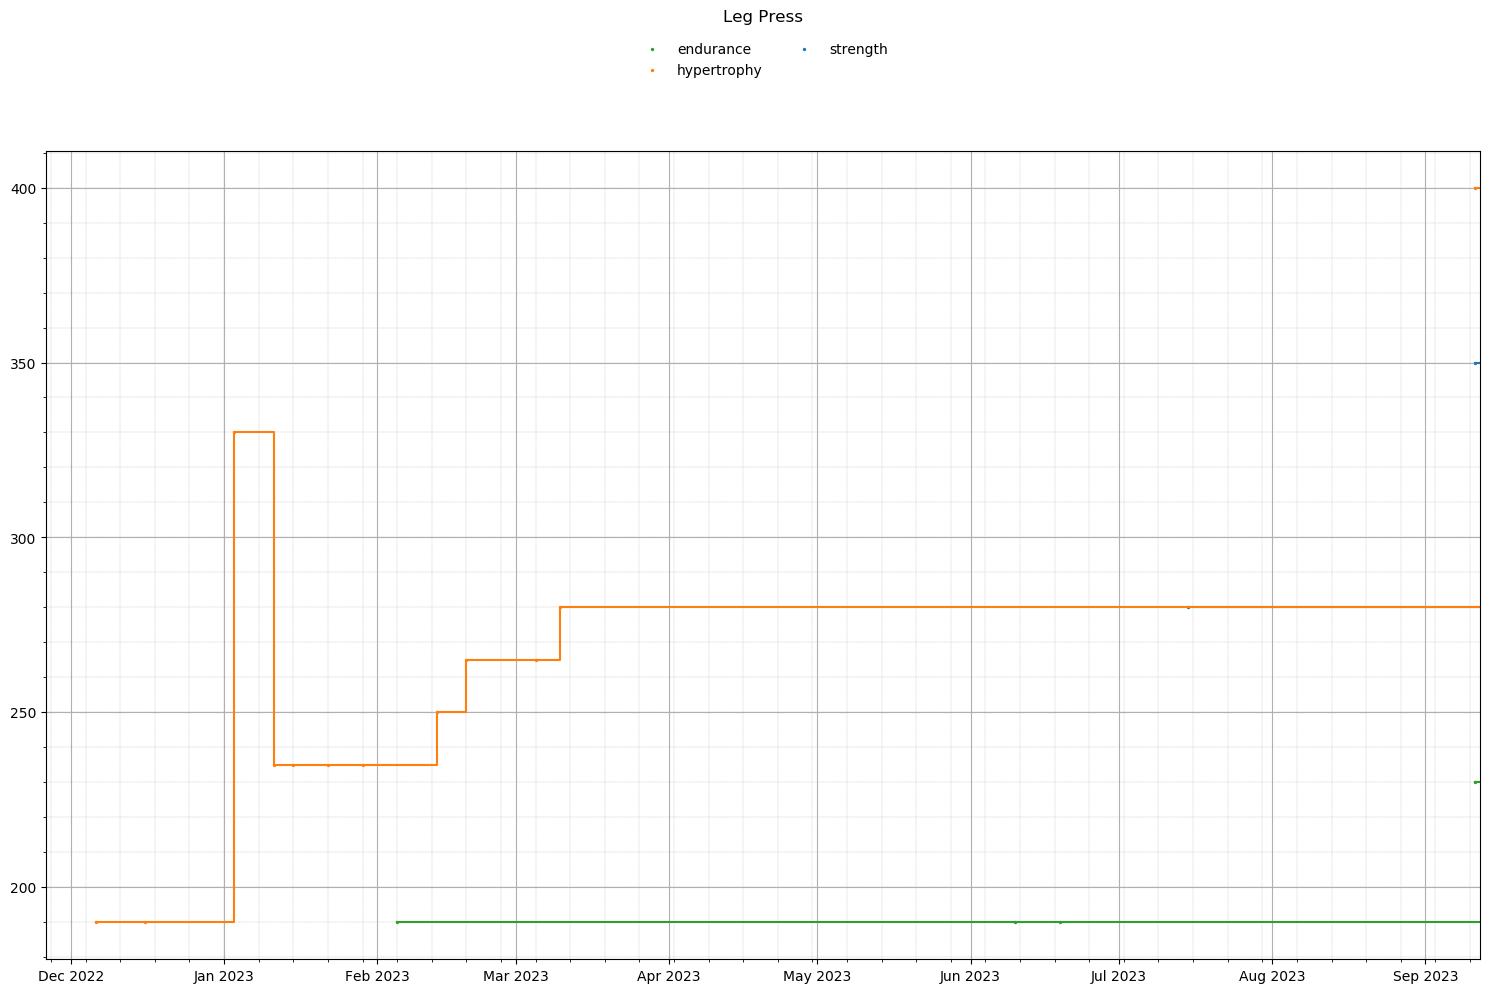 Leg Press
endurance
strength
hypertrophy
400
350
300
250
200
Dec 2022
Jan 2023
Feb 2023
Mar 2023
Apr 2023
May 2023
Jun 2023
Jul 2023
Aug 2023
Sep 2023